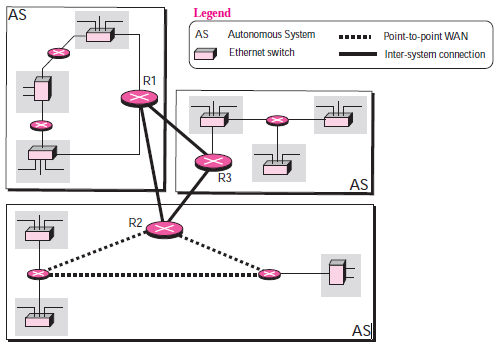 AS
Legend
AS Autonomous System
Ethernet switch
Point-to-point WAN
Inter-system connection
R1
R3
AS
R2
AS